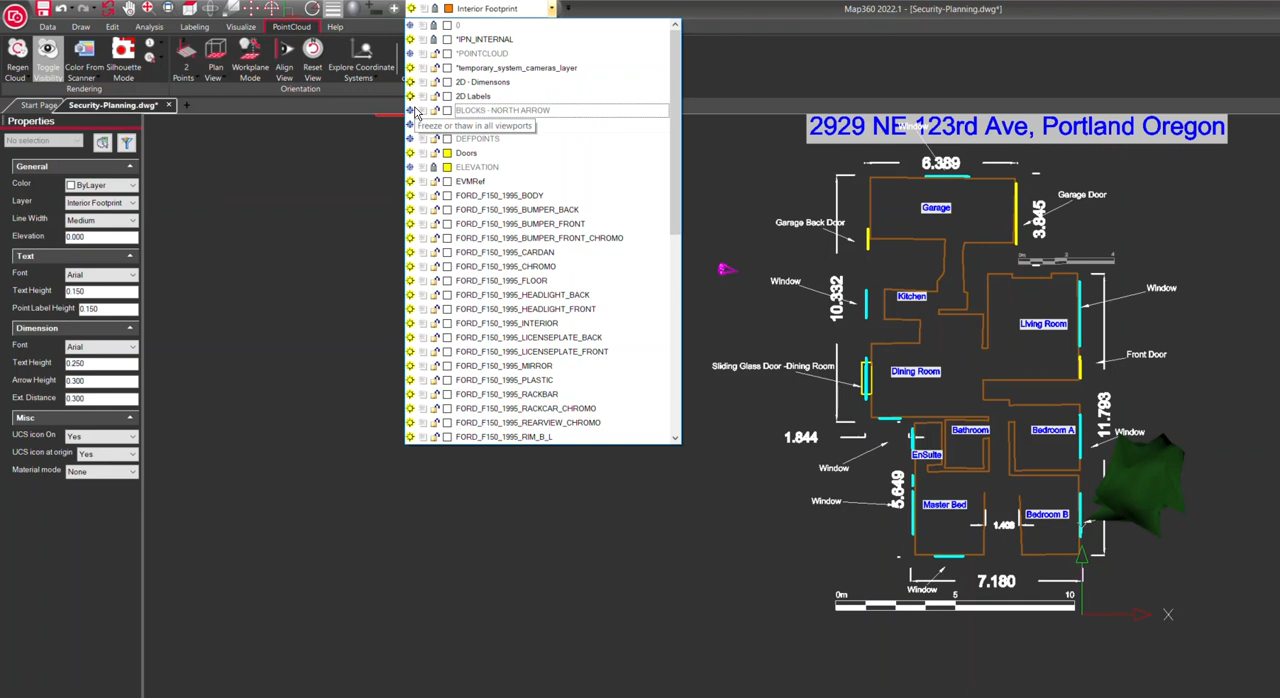 Interior Footprint
Map360 2022.1 - [Security-Planning.dwg*]
Home
Data
Draw
Edit
Analysis
Labeling
Visualize
PointCloud
Help
Regen Cloud
Toggle Visibility
Color From Scanner
Silhouette Mode
2 Points
Plan View
Workplane Mode
Align View
Explore Coordinate Systems
Rendering
Orientation
Start Page
Security-Planning.dwg*
Properties
No selection
General
Color ByLayer
Layer Interior Footprint
Line Width Medium
Elevation 0.000
Text
Font Arial
Text Height 0.150
Point Label Height 0.150
Dimension
Font Arial
Text Height 0.250
Arrow Height 0.300
Ext. Distance 0.300
Misc
UCS icon On Yes
UCS icon at origin Yes
Material mode None
0
*IPN_INTERNAL
*POINTCLOUD
*temporary_system_cameras_layer
2D - Dimensons
2D Labels
BLOCKS - NORTH ARROW
Freeze or thaw in all viewports
DEFPOINTS
Doors
ELEVATION
EVMRef
FORD_F150_1995_BODY
FORD_F150_1995_BUMPER_BACK
FORD_F150_1995_BUMPER_FRONT
FORD_F150_1995_BUMPER_FRONT_CHROMO
FORD_F150_1995_CARDAN
FORD_F150_1995_CHROMO
FORD_F150_1995_FLOOR
FORD_F150_1995_HEADLIGHT_BACK
FORD_F150_1995_HEADLIGHT_FRONT
FORD_F150_1995_INTERIOR
FORD_F150_1995_LICENSEPLATE_BACK
FORD_F150_1995_LICENSEPLATE_FRONT
FORD_F150_1995_MIRROR
FORD_F150_1995_PLASTIC
FORD_F150_1995_RACKBAR
FORD_F150_1995_RACKCAR_CHROMO
FORD_F150_1995_REARVIEW_CHROMO
FORD_F150_1995_RIM_B_L
2929 NE 123rd Ave, Portland Oregon
Window
6.389
Garage Door
Garage
3.845
Garage Back Door
0m 2 4
Window
10.332
Kitchen
Window
Living Room
Front Door
Sliding Glass Door -Dining Room
Dining Room
11.793
1.844
Bathroom
Bedroom A
Window
EnSuite
Window
5.649
Window
Master Bed
1.408
Bedroom B
7.180
Window
0m 5 10
X